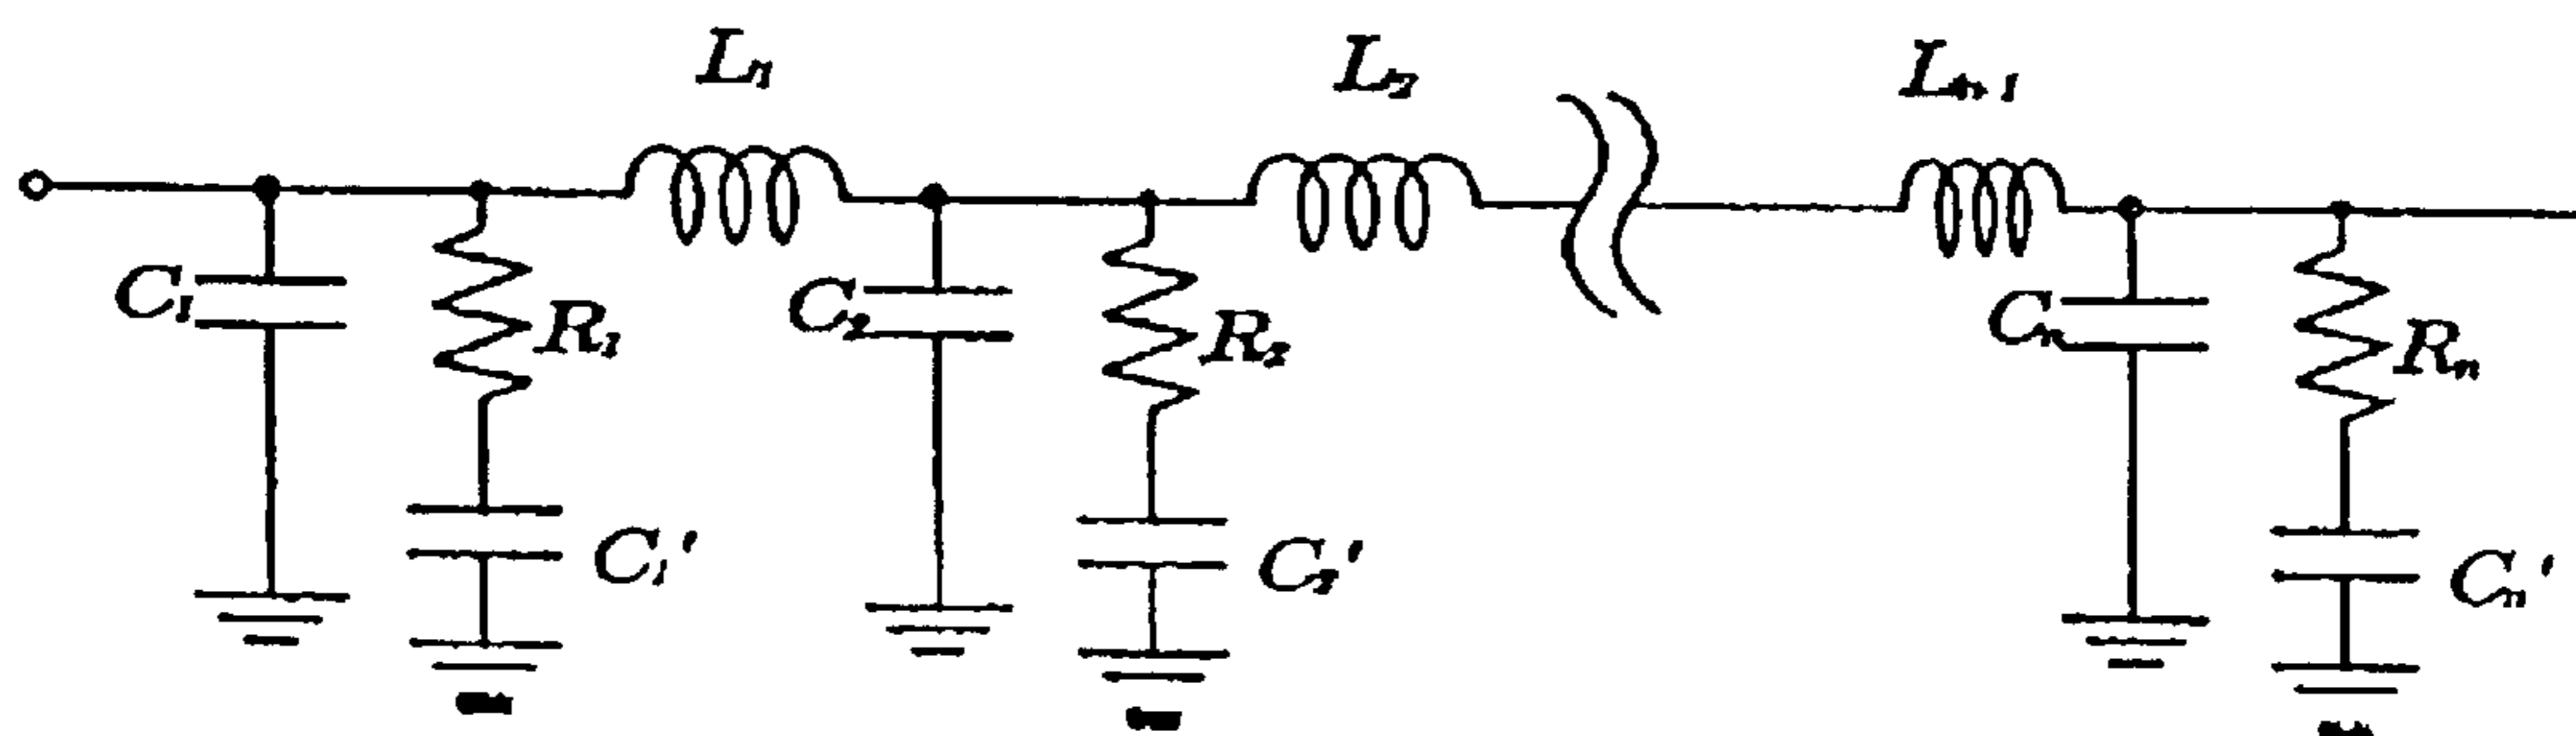 L₁ L₂ Lₙ₋₁
C₁ R₁ C₂ R₂ Cₙ Rₙ
C₁' C₂' Cₙ'